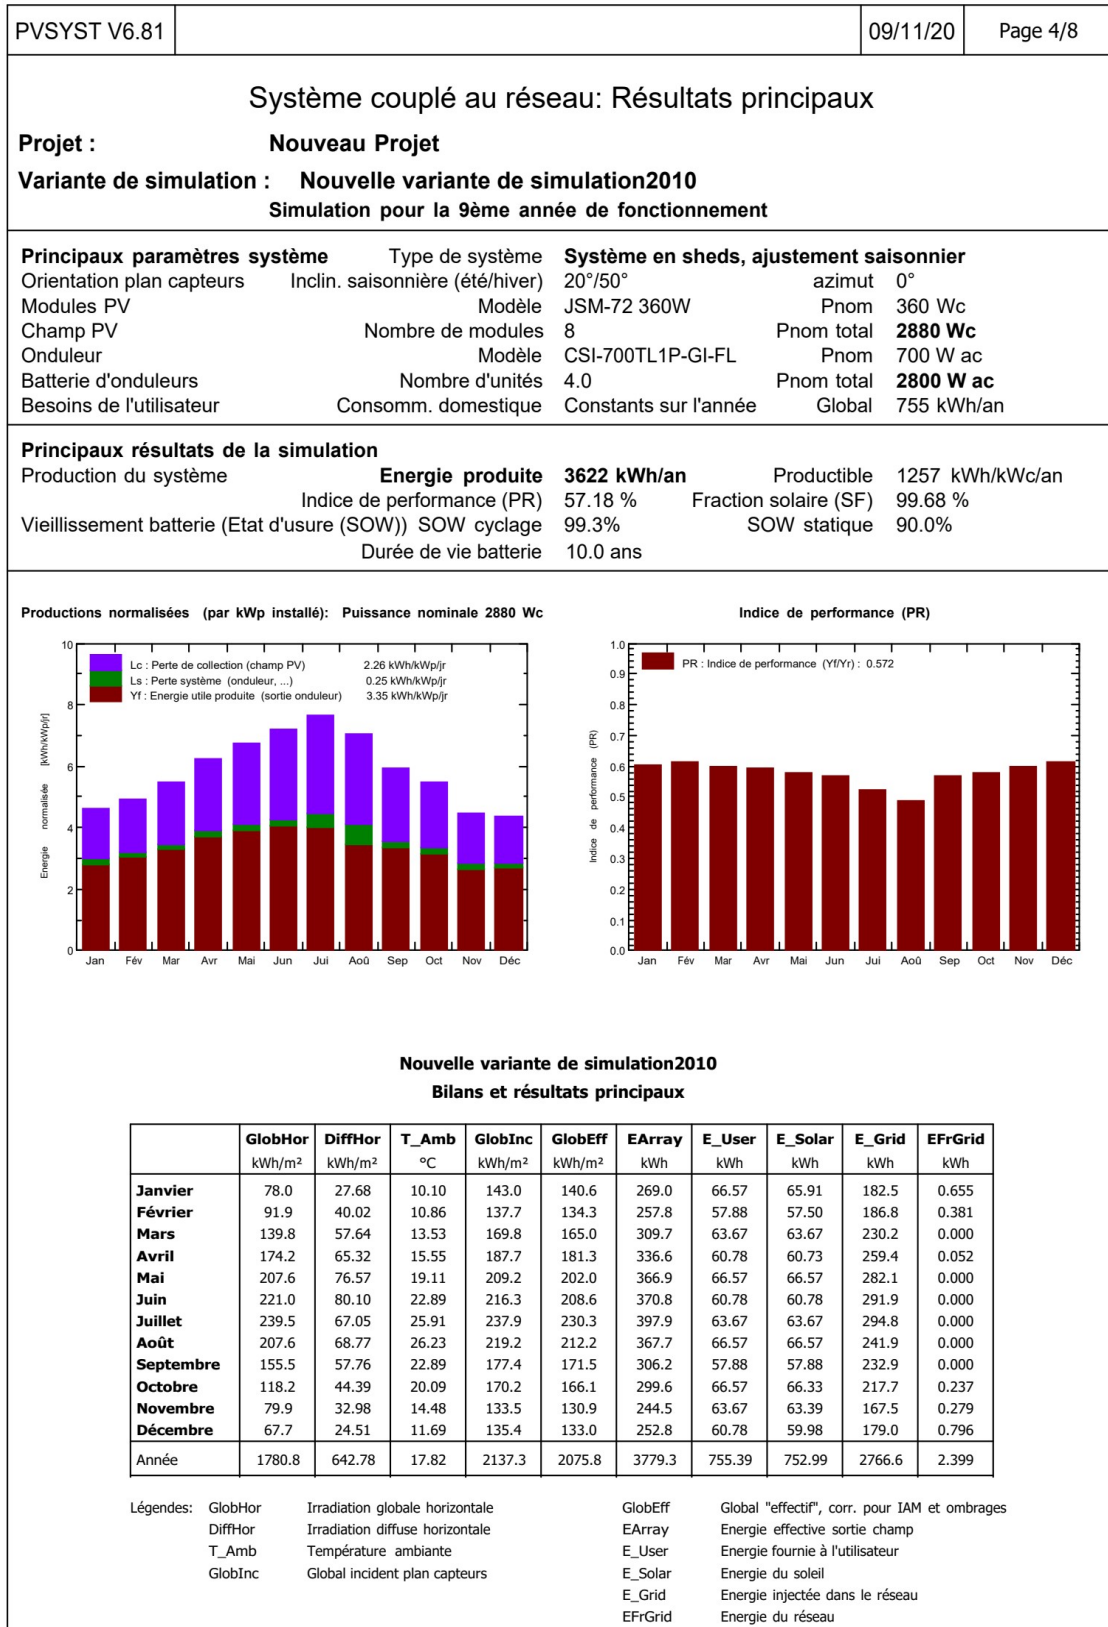 PVSYST V6.81 09/11/20 Page 4/8
Système couplé au réseau: Résultats principaux
Projet : Nouveau Projet
Variante de simulation : Nouvelle variante de simulation2010
Simulation pour la 9ème année de fonctionnement
Principaux paramètres système Type de système Système en sheds, ajustement saisonnier
Orientation plan capteurs Inclin. saisonnière (été/hiver) 20°/50° azimut 0°
Modules PV Modèle JSM-72 360W Pnom 360 Wc
Champ PV Nombre de modules 8 Pnom total 2880 Wc
Onduleur Modèle CSI-700TL1P-GI-FL Pnom 700 W ac
Batterie d'onduleurs Nombre d'unités 4.0 Pnom total 2800 W ac
Besoins de l'utilisateur Consomm. domestique Constants sur l'année Global 755 kWh/an
Principaux résultats de la simulation
Production du système Energie produite 3622 kWh/an Productible 1257 kWh/kWc/an
Indice de performance (PR) 57.18 % Fraction solaire (SF) 99.68 %
Vieillissement batterie (Etat d'usure (SOW)) SOW cyclage 99.3% SOW statique 90.0%
Durée de vie batterie 10.0 ans
Productions normalisées (par kWp installé): Puissance nominale 2880 Wc
Lc : Perte de collection (champ PV) 2.26 kWh/kWp/jr
Ls : Perte système (onduleur, ...) 0.25 kWh/kWp/jr
Yf : Energie utile produite (sortie onduleur) 3.35 kWh/kWp/jr
Energie normalisée [kWh/kWp/jr]
10
8
6
4
2
0
Jan Fév Mar Avr Mai Jun Jui Aoû Sep Oct Nov Déc
Indice de performance (PR)
PR : Indice de performance (Yf/Yr) : 0.572
Indice de performance (PR)
1.0
0.9
0.8
0.7
0.6
0.5
0.4
0.3
0.2
0.1
0.0
Jan Fév Mar Avr Mai Jun Jui Aoû Sep Oct Nov Déc
Nouvelle variante de simulation2010
Bilans et résultats principaux
GlobHor DiffHor T_Amb GlobInc GlobEff EArray E_User E_Solar E_Grid EFrGrid
kWh/m² kWh/m² °C kWh/m² kWh/m² kWh kWh kWh kWh kWh
Janvier 78.0 27.68 10.10 143.0 140.6 269.0 66.57 65.91 182.5 0.655
Février 91.9 40.02 10.86 137.7 134.3 257.8 57.88 57.50 186.8 0.381
Mars 139.8 57.64 13.53 169.8 165.0 309.7 63.67 63.67 230.2 0.000
Avril 174.2 65.32 15.55 187.7 181.3 336.6 60.78 60.73 259.4 0.052
Mai 207.6 76.57 19.11 209.2 202.0 366.9 66.57 66.57 282.1 0.000
Juin 221.0 80.10 22.89 216.3 208.6 370.8 60.78 60.78 291.9 0.000
Juillet 239.5 67.05 25.91 237.9 230.3 397.9 63.67 63.67 294.8 0.000
Août 207.6 68.77 26.23 219.2 212.2 367.7 66.57 66.57 241.9 0.000
Septembre 155.5 57.76 22.89 177.4 171.5 306.2 57.88 57.88 232.9 0.000
Octobre 118.2 44.39 20.09 170.2 166.1 299.6 66.57 66.33 217.7 0.237
Novembre 79.9 32.98 14.48 133.5 130.9 244.5 63.67 63.39 167.5 0.279
Décembre 67.7 24.51 11.69 135.4 133.0 252.8 60.78 59.98 179.0 0.796
Année 1780.8 642.78 17.82 2137.3 2075.8 3779.3 755.39 752.99 2766.6 2.399
Légendes: GlobHor Irradiation globale horizontale GlobEff Global "effectif", corr. pour IAM et ombrages
DiffHor Irradiation diffuse horizontale EArray Energie effective sortie champ
T_Amb Température ambiante E_User Energie fournie à l'utilisateur
GlobInc Global incident plan capteurs E_Solar Energie du soleil
E_Grid Energie injectée dans le réseau
EFrGrid Energie du réseau